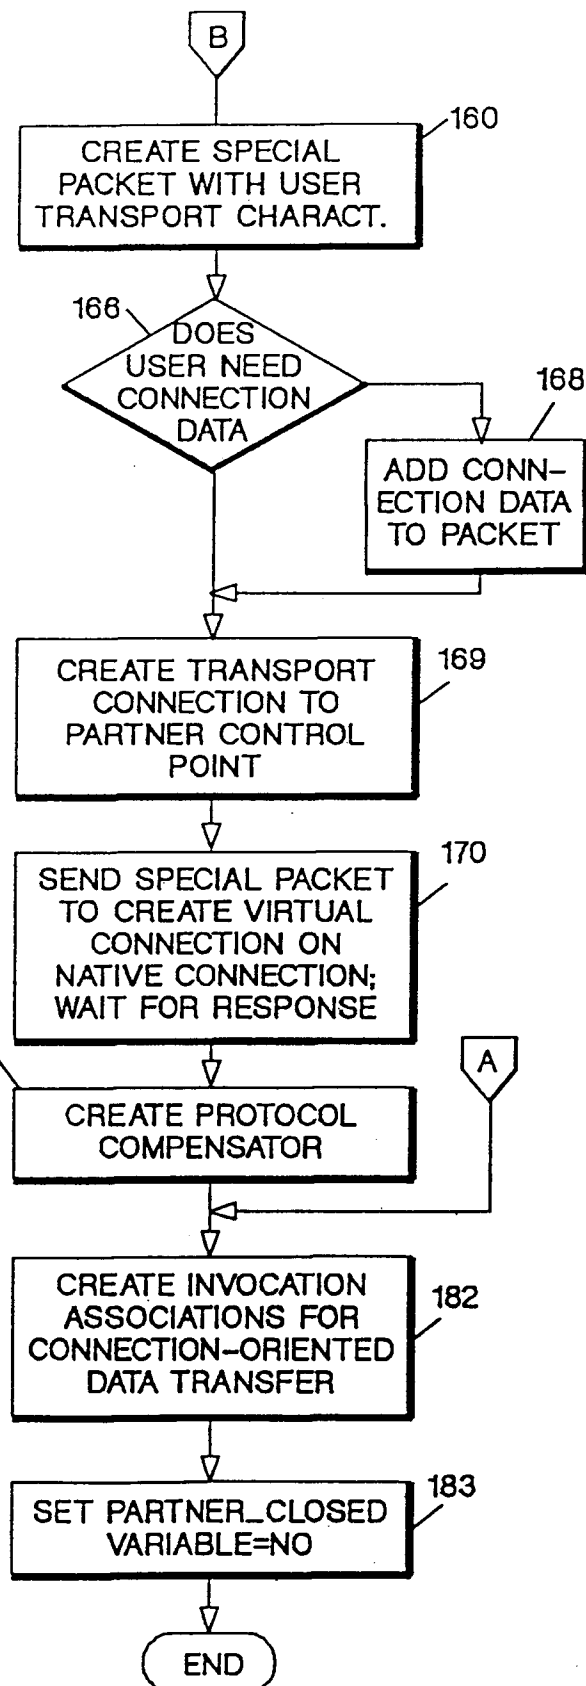 B
160
CREATE SPECIAL
PACKET WITH USER
TRANSPORT CHARACT.
166
DOES
USER NEED
CONNECTION
DATA
168
ADD CONN-
ECTION DATA
TO PACKET
169
CREATE TRANSPORT
CONNECTION TO
PARTNER CONTROL
POINT
170
SEND SPECIAL PACKET
TO CREATE VIRTUAL
CONNECTION ON
NATIVE CONNECTION;
WAIT FOR RESPONSE
A
CREATE PROTOCOL
COMPENSATOR
CREATE INVOCATION
ASSOCIATIONS FOR
CONNECTION-ORIENTED
DATA TRANSFER
182
183
SET PARTNER_CLOSED
VARIABLE=NO
END